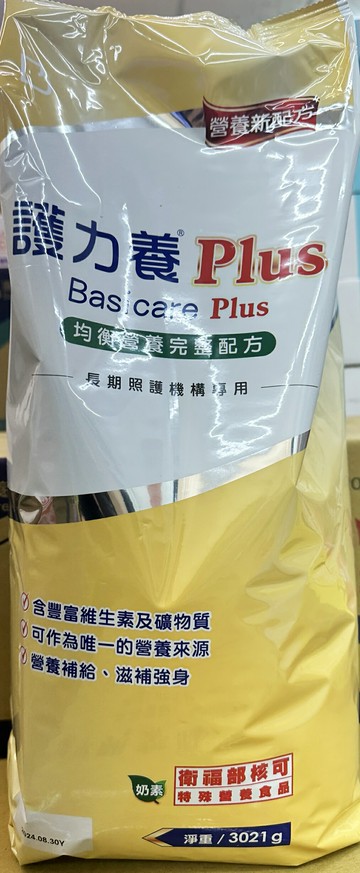 營養新配方
護力養® Plus
Basicare Plus
均衡營養完整配方
長期照護機構專用
含豐富維生素及礦物質
可作為唯一的營養來源
營養補給、滋補強身
奶素
衛福部核可
特殊營養食品
淨重/3021g
24.08.30Y